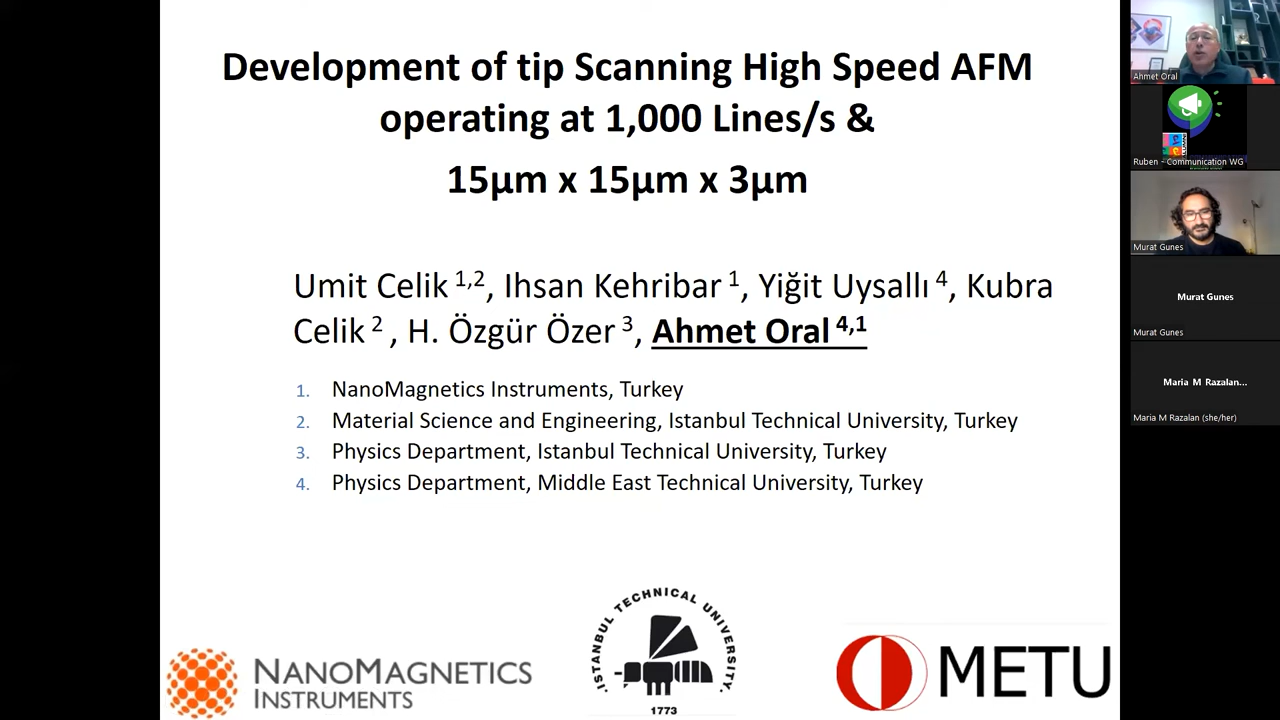 Development of tip Scanning High Speed AFM
operating at 1,000 Lines/s &
15µm x 15µm x 3µm
Umit Celik 1,2, Ihsan Kehribar 1, Yiğit Uysallı 4, Kubra
Celik 2 , H. Özgür Özer 3, Ahmet Oral 4,1
1. NanoMagnetics Instruments, Turkey
2. Material Science and Engineering, Istanbul Technical University, Turkey
3. Physics Department, Istanbul Technical University, Turkey
4. Physics Department, Middle East Technical University, Turkey
NANOMAGNETICS
INSTRUMENTS
.ISTANBUL TECHNICAL UNIVERSITY.
1773
METU
Ahmet Oral
Ruben - Communication WG
Murat Gunes
Murat Gunes
Murat Gunes
Maria M Razalan...
Maria M Razalan (she/her)